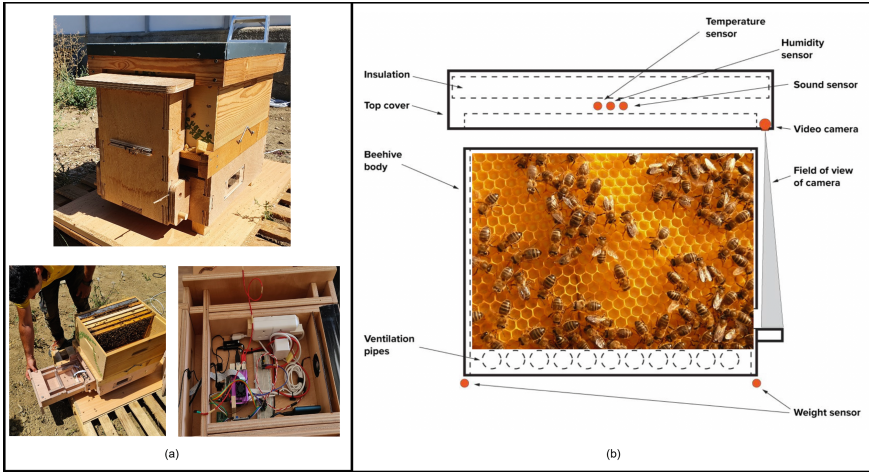 Temperature
sensor
Humidity
sensor
Insulation
Sound sensor
Top cover
Video camera
Beehive
body
Field of view
of camera
Ventilation
pipes
Weight sensor
(a)
(b)